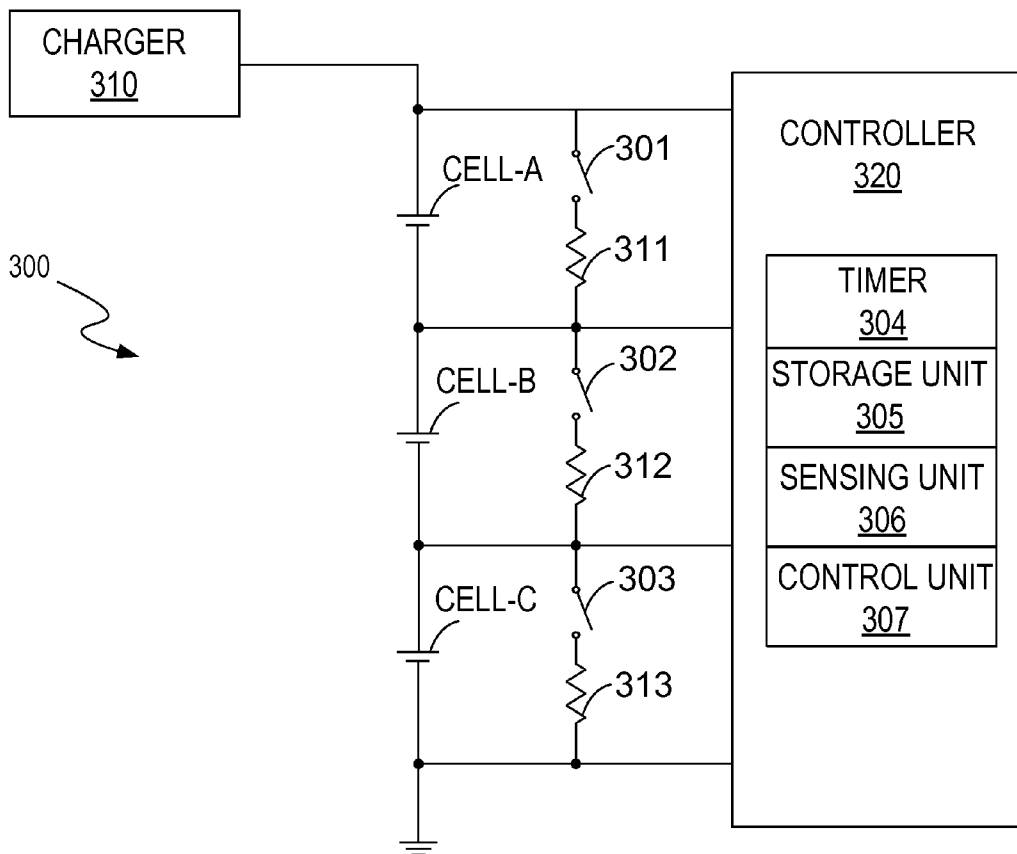 CHARGER
310
CONTROLLER
320
301
CELL-A
311
300
TIMER
304
302
STORAGE UNIT
305
CELL-B
312
SENSING UNIT
306
303
CONTROL UNIT
307
CELL-C
313